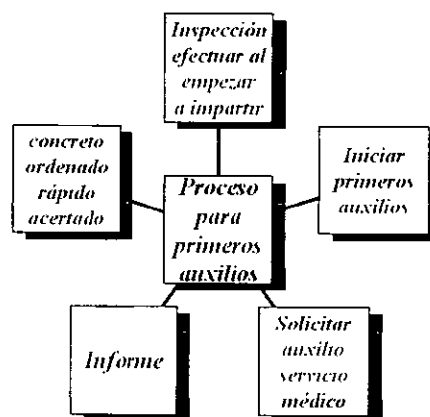 Inspección
efectuar al
empezar
a impartir
concreto
ordenado
rápido
acertado
Proceso
para
primeros
auxilios
Iniciar
primeros
auxilios
Informe
Solicitar
auxilio
servicio
médico